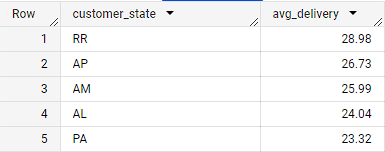 Row customer_state avg_delivery
1 RR 28.98
2 AP 26.73
3 AM 25.99
4 AL 24.04
5 PA 23.32